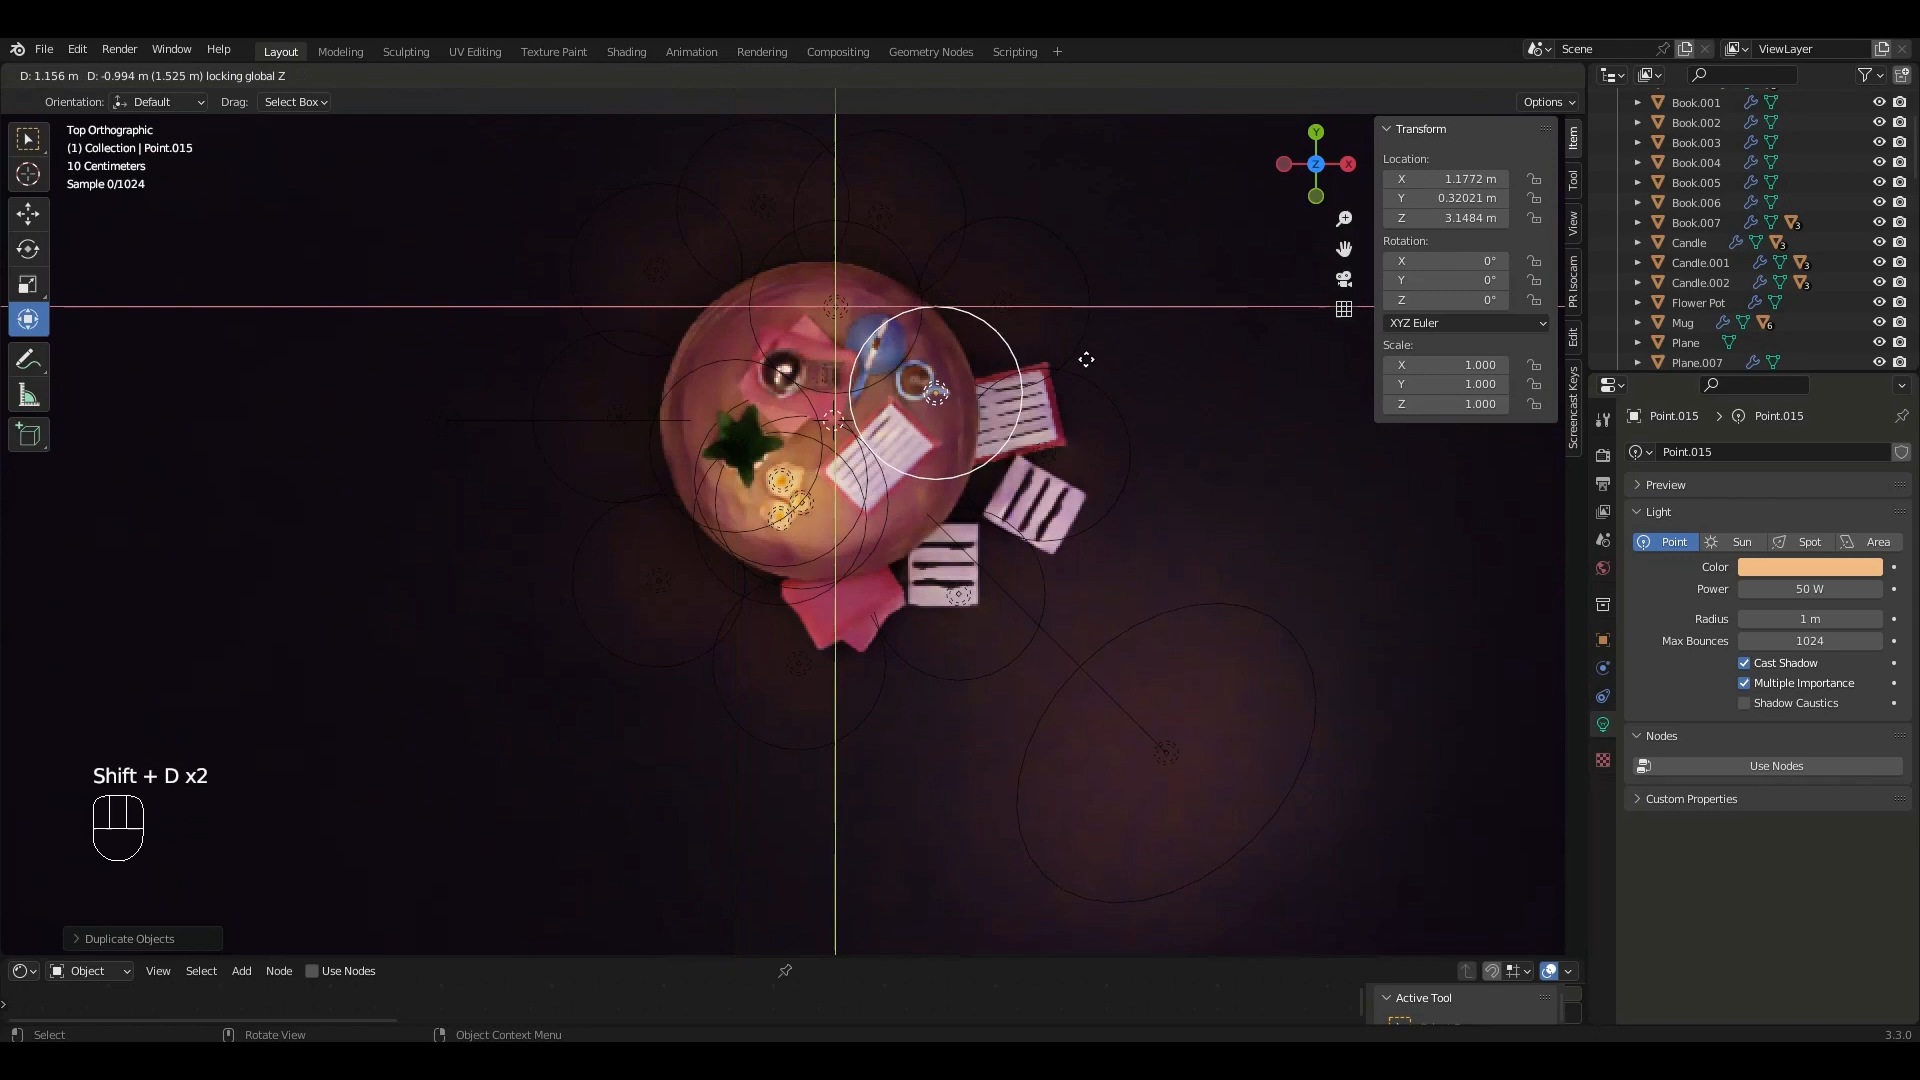 File Edit Render Window Help
Layout Modeling Sculpting UV Editing Texture Paint Shading Animation Rendering Compositing Geometry Nodes Scripting +
Scene ViewLayer
D: 1.156 m D: -0.994 m (1.525 m) locking global Z
Orientation: Default Drag: Select Box Options
Top Orthographic
(1) Collection | Point.015
10 Centimeters
Sample 0/1024
Y
X
Z
Transform
Location:
X 1.1772 m
Y 0.32021 m
Z 3.1484 m
Rotation:
X 0°
Y 0°
Z 0°
XYZ Euler
Scale:
X 1.000
Y 1.000
Z 1.000
Item
Tool
View
PR Isocam
Edit
Screencast Keys
Book.001
Book.002
Book.003
Book.004
Book.005
Book.006
Book.007 3
Candle 3
Candle.001 3
Candle.002 3
Flower Pot
Mug 6
Plane
Plane.007
Point.015 > Point.015
Point.015
Preview
Light
Point Sun Spot Area
Color
Power 50 W
Radius 1 m
Max Bounces 1024
Cast Shadow
Multiple Importance
Shadow Caustics
Nodes
Use Nodes
Custom Properties
Shift + D x2
Duplicate Objects
Object View Select Add Node Use Nodes
Active Tool
Select Rotate View Object Context Menu 3.3.0